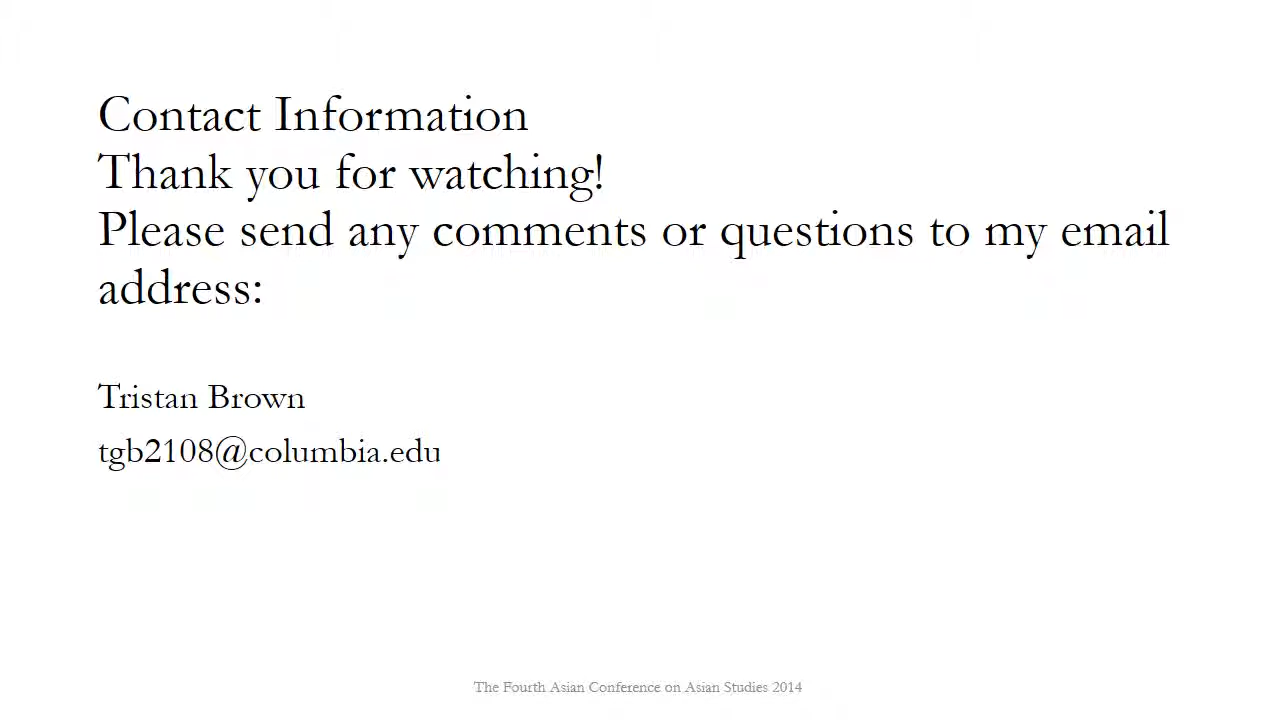 Contact Information
Thank you for watching!
Please send any comments or questions to my email
address:
Tristan Brown
tgb2108@columbia.edu
The Fourth Asian Conference on Asian Studies 2014